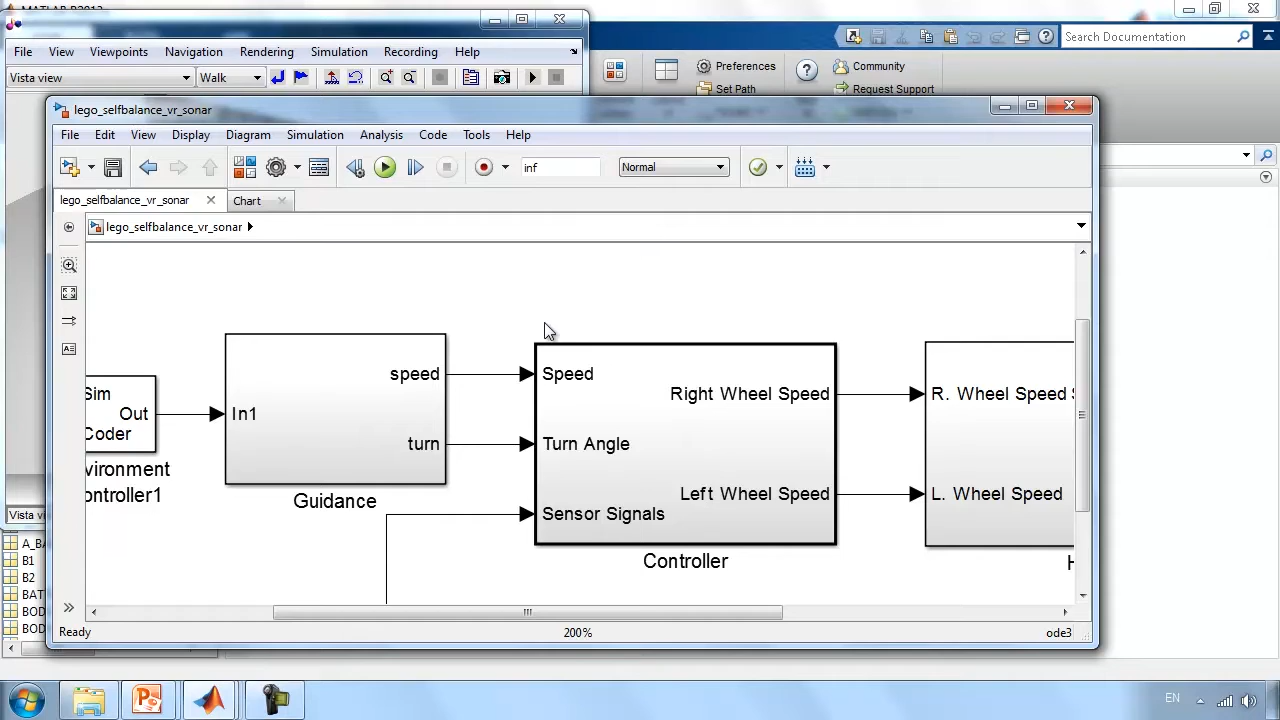 MATLAB R2013
File View Viewpoints Navigation Rendering Simulation Recording Help
Vista view Walk
Search Documentation
Preferences
Community
Set Path
Request Support
lego_selfbalance_vr_sonar
File Edit View Display Diagram Simulation Analysis Code Tools Help
inf
Normal
lego_selfbalance_vr_sonar
Chart
lego_selfbalance_vr_sonar
Sim
Out
Coder
vironment
ontroller1
In1
speed
turn
Guidance
Speed
Turn Angle
Sensor Signals
Right Wheel Speed
Left Wheel Speed
Controller
R. Wheel Speed
L. Wheel Speed
H
Vista vi
A_BA
B1
B2
BAT
BOD
BOD
Ready
200%
ode3
EN